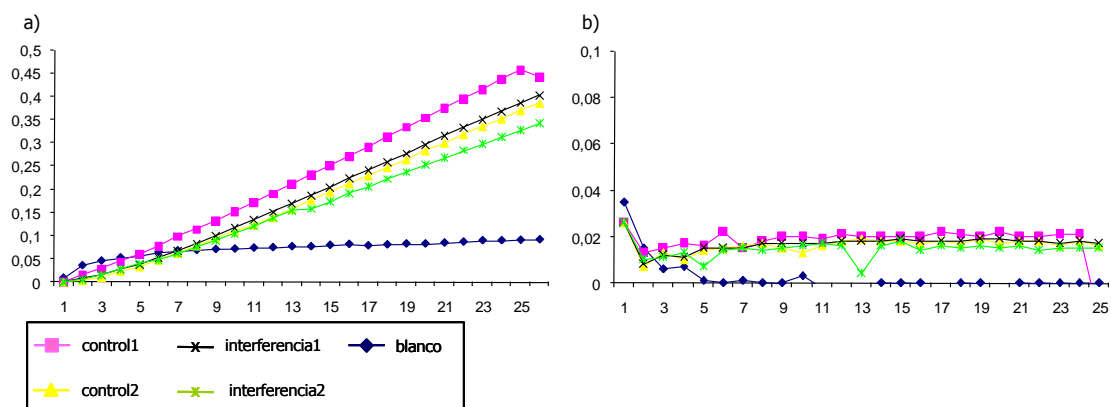 a)
0,5
0,45
0,4
0,35
0,3
0,25
0,2
0,15
0,1
0,05
0
1 3 5 7 9 11 13 15 17 19 21 23 25
b)
0,1
0,08
0,06
0,04
0,02
0
1 3 5 7 9 11 13 15 17 19 21 23 25
control1 interferencia1 blanco
control2 interferencia2